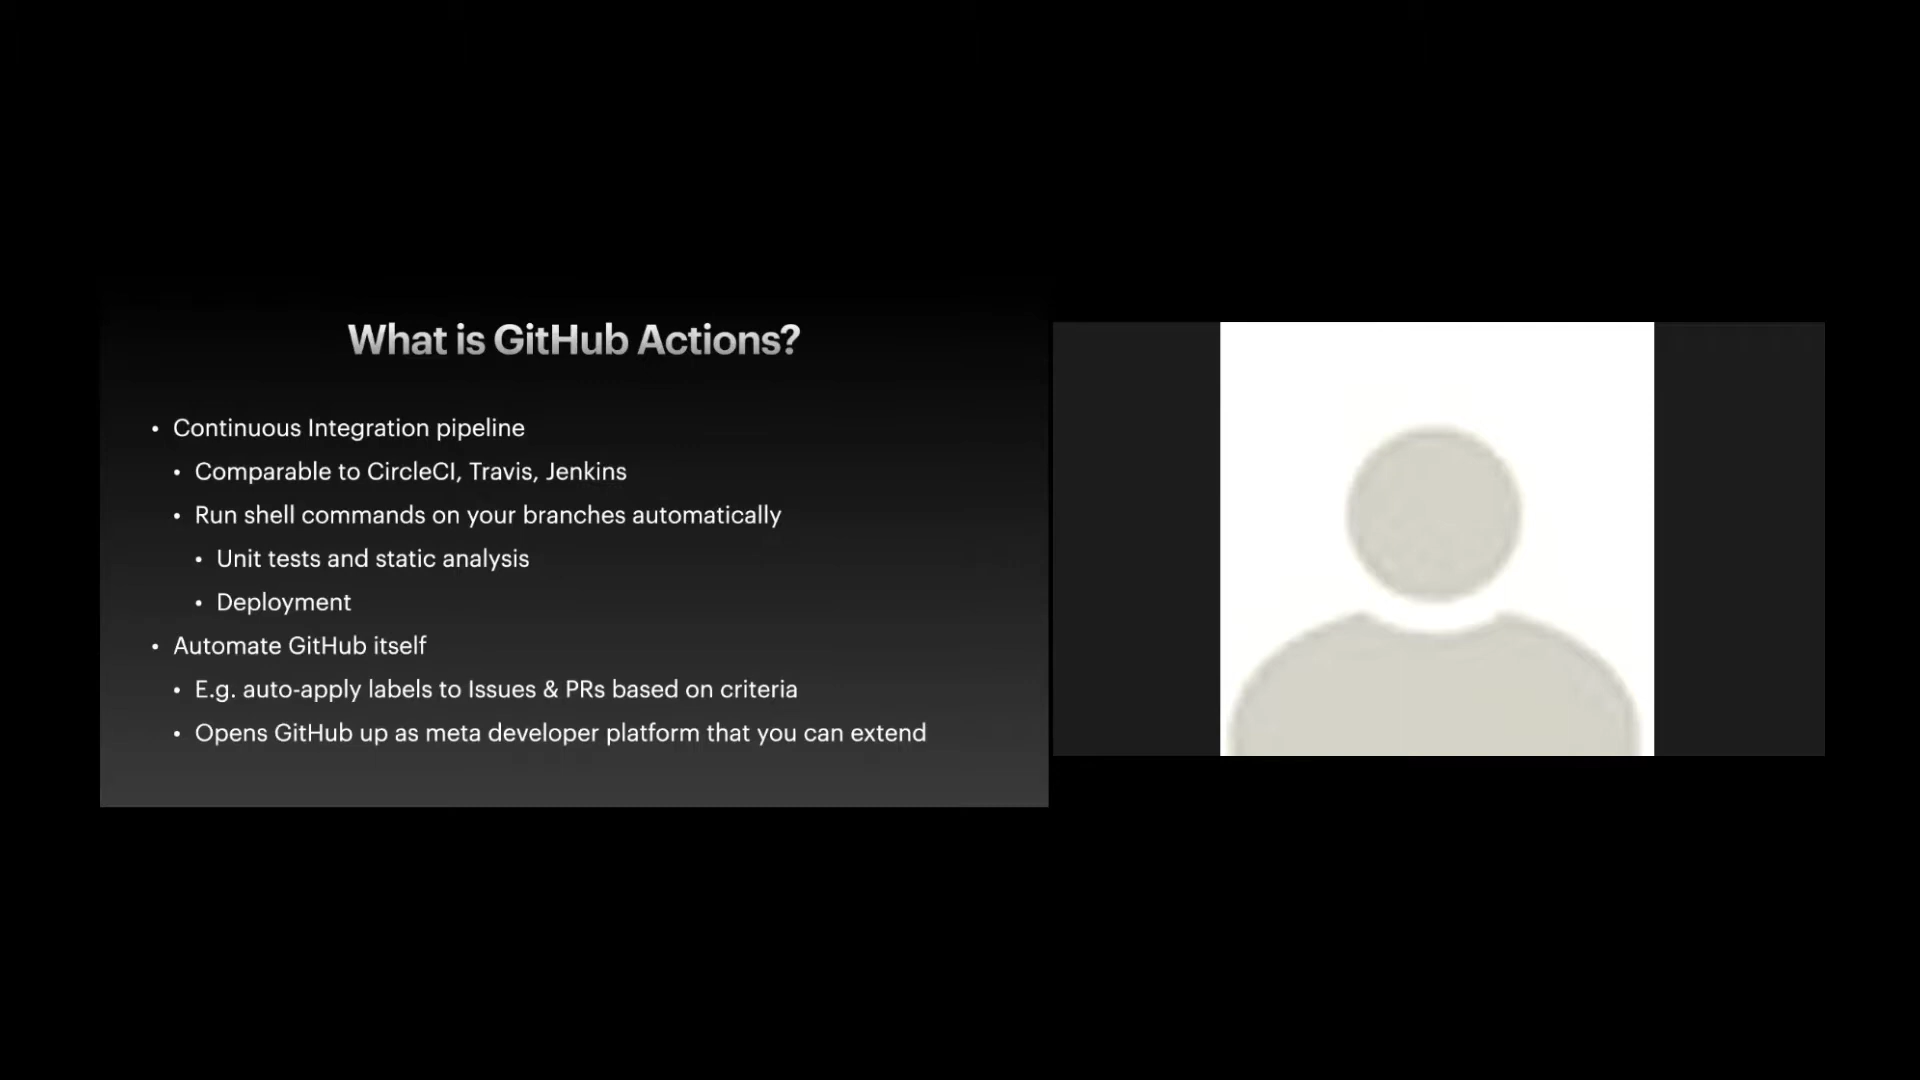 What is GitHub Actions?
• Continuous Integration pipeline
• Comparable to CircleCI, Travis, Jenkins
• Run shell commands on your branches automatically
• Unit tests and static analysis
• Deployment
• Automate GitHub itself
• E.g. auto-apply labels to Issues & PRs based on criteria
• Opens GitHub up as meta developer platform that you can extend